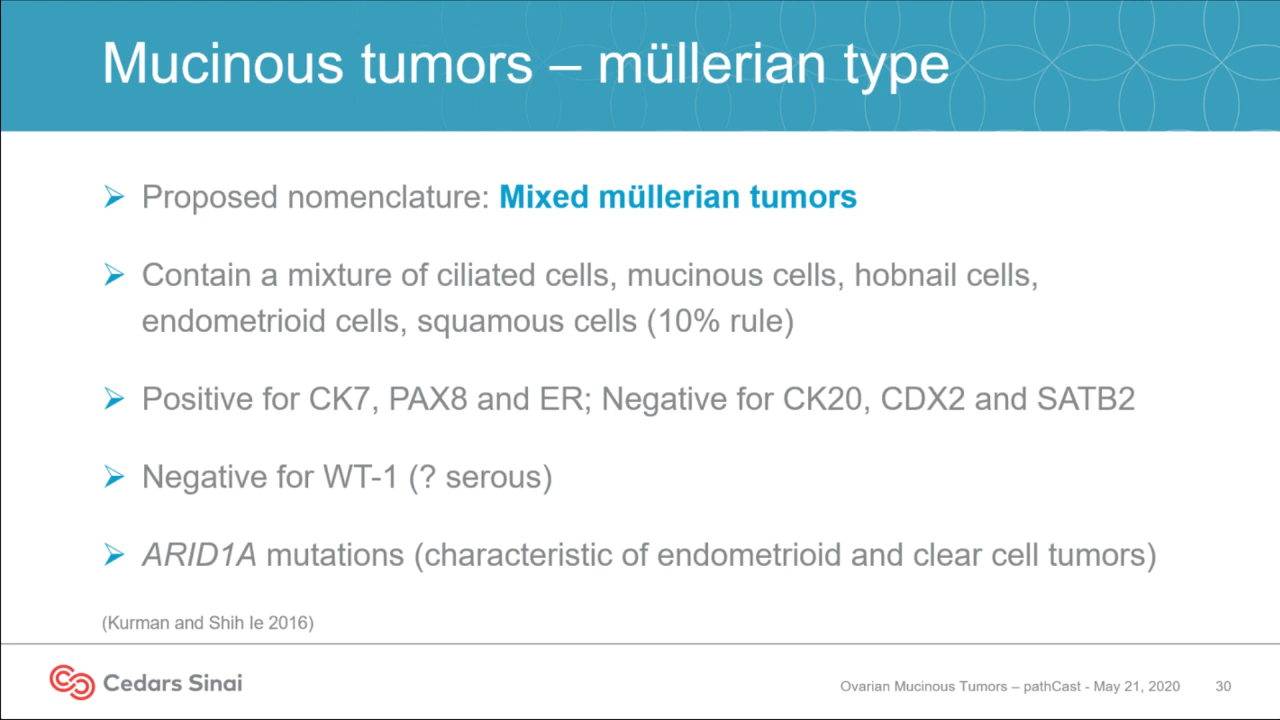 Mucinous tumors – müllerian type
Proposed nomenclature: Mixed müllerian tumors
Contain a mixture of ciliated cells, mucinous cells, hobnail cells,
endometrioid cells, squamous cells (10% rule)
Positive for CK7, PAX8 and ER; Negative for CK20, CDX2 and SATB2
Negative for WT-1 (? serous)
ARID1A mutations (characteristic of endometrioid and clear cell tumors)
(Kurman and Shih Ie 2016)
Cedars Sinai
Ovarian Mucinous Tumors – pathCast - May 21, 2020 30